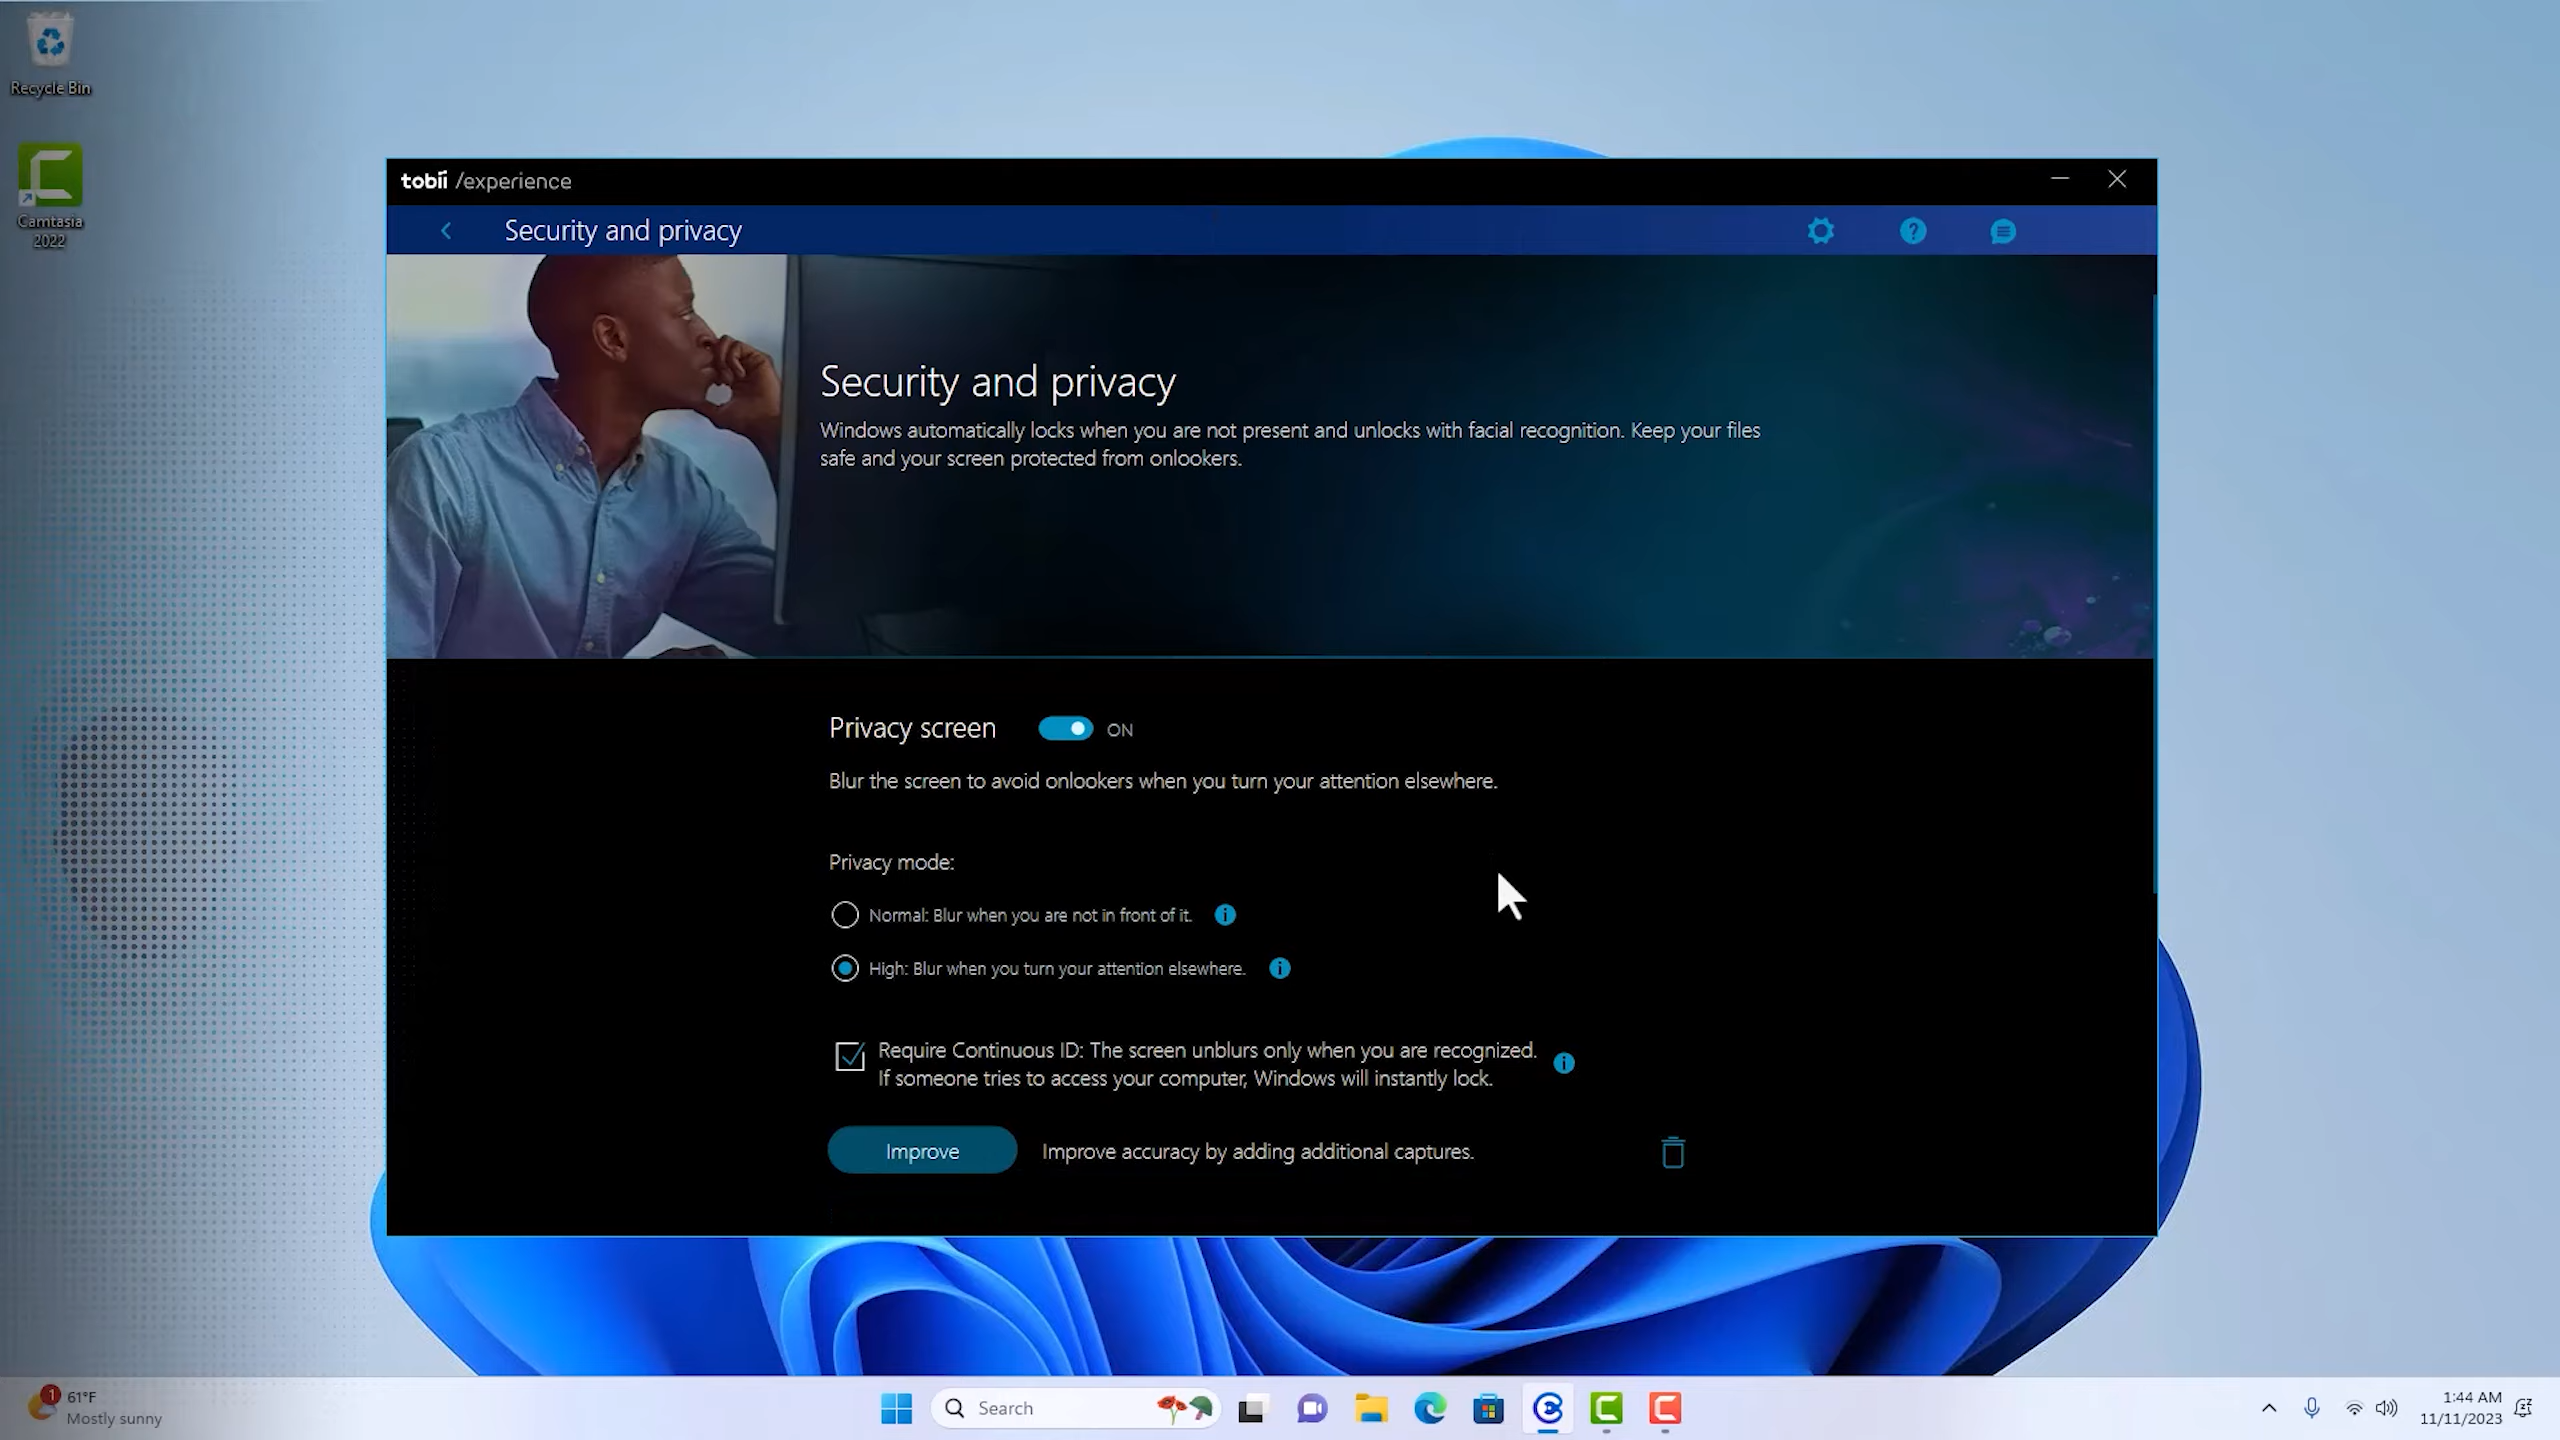 Recycle Bin
Camtasia
2022
tobii /experience
Security and privacy
Security and privacy
Windows automatically locks when you are not present and unlocks with facial recognition. Keep your files
safe and your screen protected from onlookers.
Privacy screen ON
Blur the screen to avoid onlookers when you turn your attention elsewhere.
Privacy mode:
Normal: Blur when you are not in front of it.
High: Blur when you turn your attention elsewhere.
Require Continuous ID: The screen unblurs only when you are recognized.
If someone tries to access your computer, Windows will instantly lock.
Improve Improve accuracy by adding additional captures.
1
61°F
Mostly sunny
Search
1:44 AM
11/11/2023